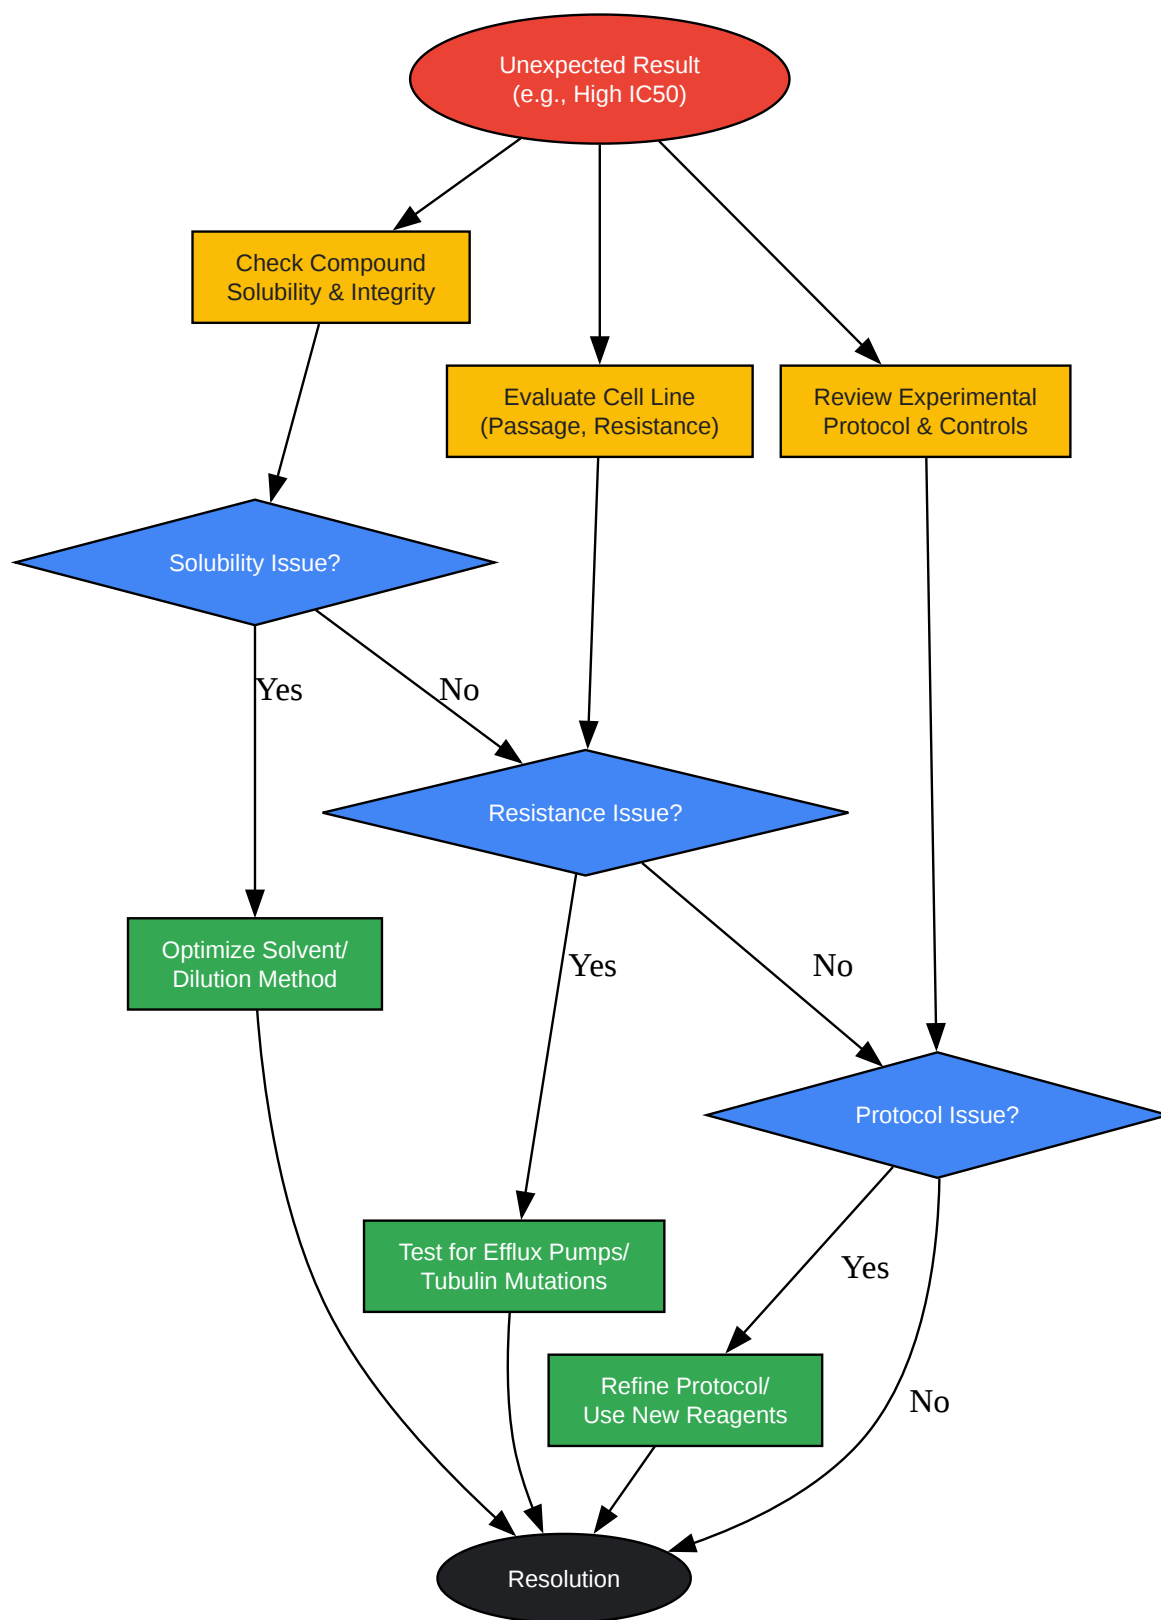 Unexpected Result
(e.g., High IC50)
Check Compound
Solubility & Integrity
Evaluate Cell Line
(Passage, Resistance)
Review Experimental
Protocol & Controls
Solubility Issue?
Yes
No
Resistance Issue?
Optimize Solvent/
Dilution Method
Yes
No
Protocol Issue?
Test for Efflux Pumps/
Tubulin Mutations
Yes
Refine Protocol/
Use New Reagents
No
Resolution